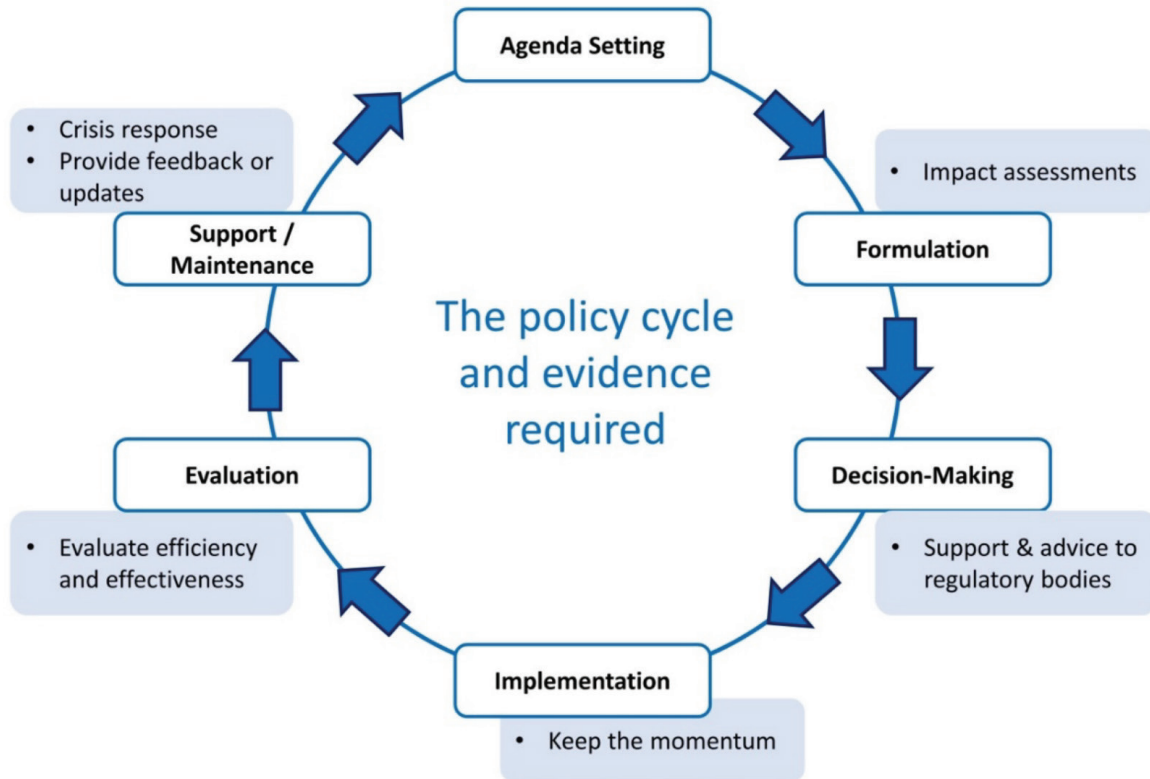 Agenda Setting
• Crisis response
• Provide feedback or
updates
• Impact assessments
Support /
Maintenance
Formulation
The policy cycle
and evidence
required
Evaluation
Decision-Making
• Evaluate efficiency
and effectiveness
• Support & advice to
regulatory bodies
Implementation
• Keep the momentum